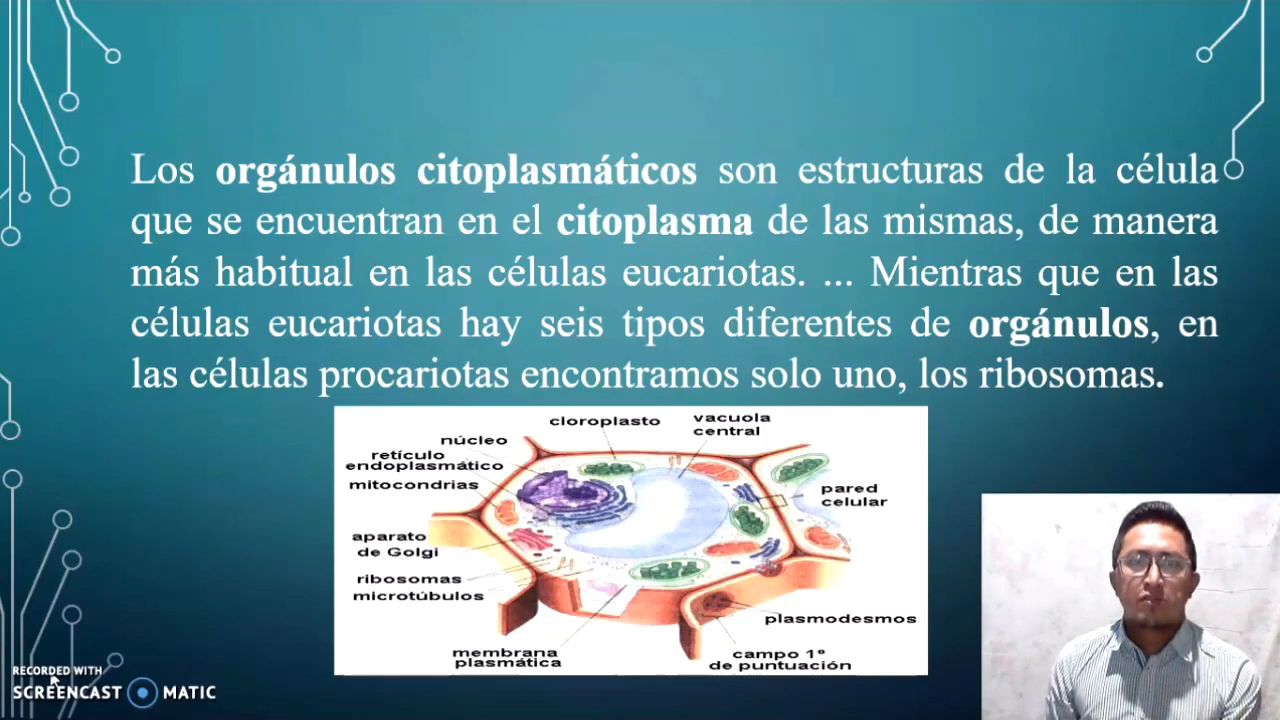 Los orgánulos citoplasmáticos son estructuras de la célula
que se encuentran en el citoplasma de las mismas, de manera
más habitual en las células eucariotas. ... Mientras que en las
células eucariotas hay seis tipos diferentes de orgánulos, en
las células procariotas encontramos solo uno, los ribosomas.
cloroplasto
vacuola
central
núcleo
retículo
endoplasmático
mitocondrias
pared
celular
aparato
de Golgi
ribosomas
microtúbulos
plasmodesmos
membrana
plasmática
campo 1º
de puntuación
RECORDED WITH
SCREENCAST MATIC